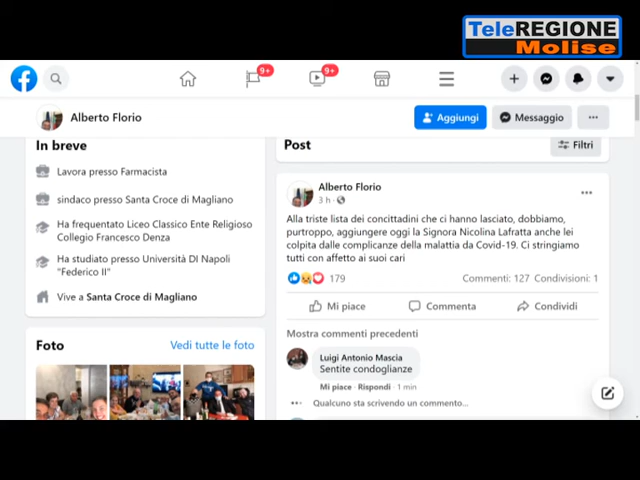 TeleREGIONE
Molise
9+
9+
Alberto Florio
Aggiungi
Messaggio
In breve
Lavora presso Farmacista
sindaco presso Santa Croce di Magliano
Ha frequentato Liceo Classico Ente Religioso
Collegio Francesco Denza
Ha studiato presso Università DI Napoli
"Federico II"
Vive a Santa Croce di Magliano
Foto
Vedi tutte le foto
Post
Filtri
Alberto Florio
3 h
Alla triste lista dei concittadini che ci hanno lasciato, dobbiamo,
purtroppo, aggiungere oggi la Signora Nicolina Lafratta anche lei
colpita dalle complicanze della malattia da Covid-19. Ci stringiamo
tutti con affetto ai suoi cari
179
Commenti: 127 Condivisioni: 1
Mi piace
Commenta
Condividi
Mostra commenti precedenti
Luigi Antonio Mascia
Sentite condoglianze
Mi piace · Rispondi · 1 min
Qualcuno sta scrivendo un commento...